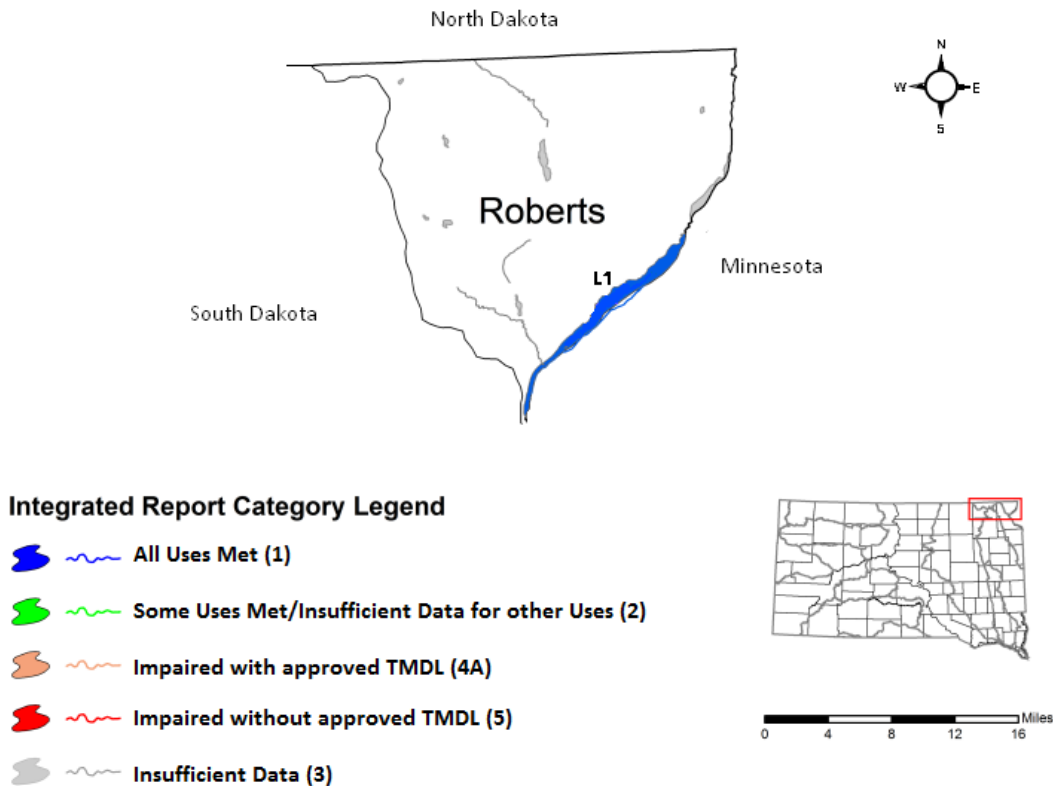 North Dakota
N
W
E
S
Roberts
L1
Minnesota
South Dakota
Integrated Report Category Legend
All Uses Met (1)
Some Uses Met/Insufficient Data for other Uses (2)
Impaired with approved TMDL (4A)
Impaired without approved TMDL (5)
Insufficient Data (3)
Miles
0 4 8 12 16